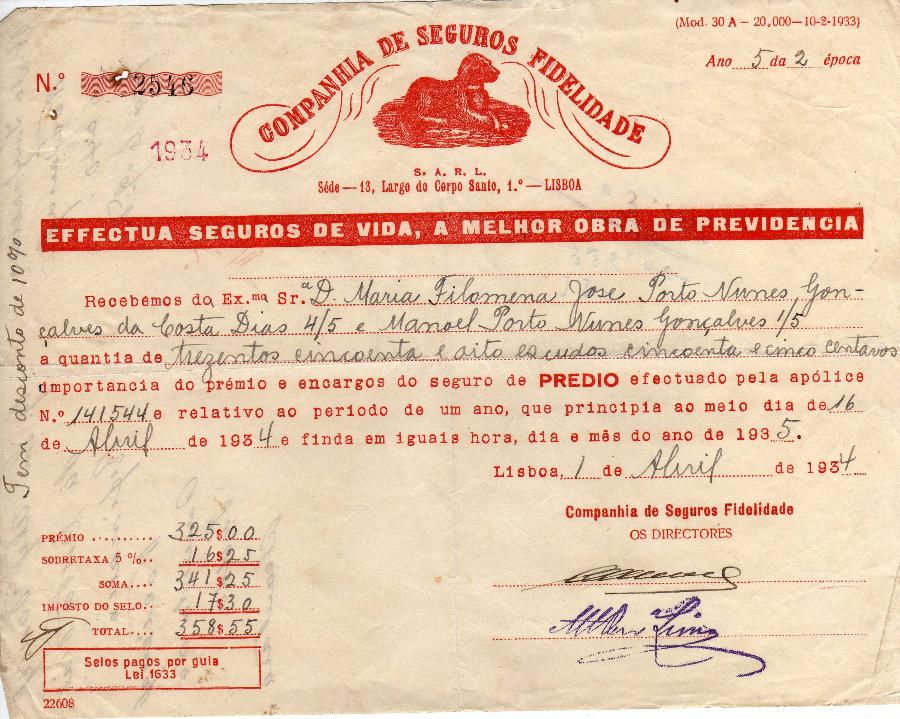 (Mod. 30 A — 20,000—10-2-1933)
Ano 5 da 2 época
N.º 2546
1934
COMPANHIA DE SEGUROS FIDELIDADE
S. A. R. L.
Séde — 13, Largo do Corpo Santo, 1.º — LISBOA
EFFECTUA SEGUROS DE VIDA, A MELHOR OBRA DE PREVIDENCIA
Recebemos da Ex.ma Sr.a D. Maria Filomena Jose Porto Nunes Gon-
çalves da Costa Dias 4/5 e Manoel Porto Nunes Gonçalves 1/5
a quantia de trezentos cincoenta e oito escudos cincoenta e cinco centavos
importancia do prémio e encargos do seguro de PREDIO efectuado pela apólice
N.º 141544 e relativo ao periodo de um ano, que principia ao meio dia de 16
de Abril de 1934 e finda em iguais hora, dia e mês do ano de 1935.
Lisboa, 1 de Abril de 1934
Tem desconto de 10%
Companhia de Seguros Fidelidade
OS DIRECTORES
PRÉMIO .......... 325$00
SOBRETAXA 5 %.. 16$25
SOMA.... 341$25
IMPOSTO DO SELO.. 17$30
TOTAL.... 358$55
Selos pagos por guia
Lei 1633
22608